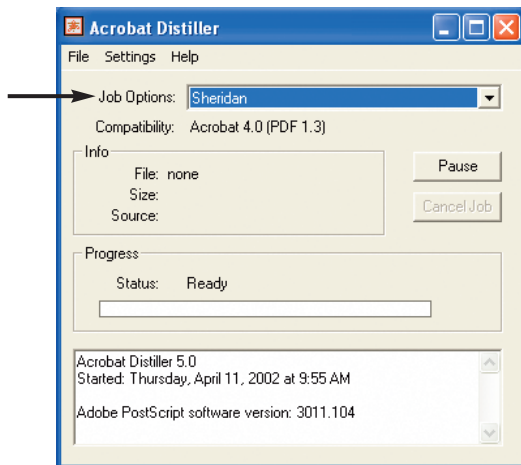 Acrobat Distiller
File Settings Help
Job Options: Sheridan
Compatibility: Acrobat 4.0 (PDF 1.3)
Info
File: none
Size:
Source:
Pause
Cancel Job
Progress
Status: Ready
Acrobat Distiller 5.0
Started: Thursday, April 11, 2002 at 9:55 AM
Adobe PostScript software version: 3011.104